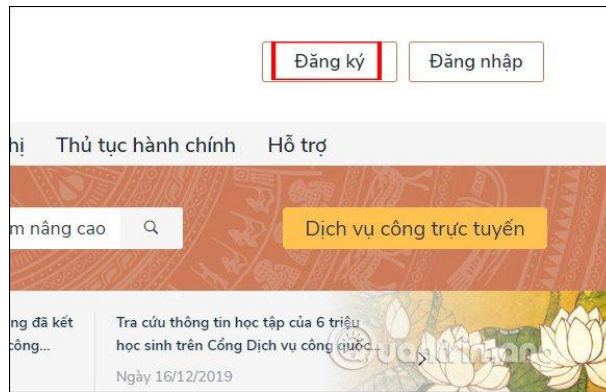 Đăng ký Đăng nhập
hị Thủ tục hành chính Hỗ trợ
m nâng cao Dịch vụ công trực tuyến
ng đã kết
công...
Tra cứu thông tin học tập của 6 triệu
học sinh trên Cổng Dịch vụ công quốc...
Ngày 16/12/2019
@uantrimang